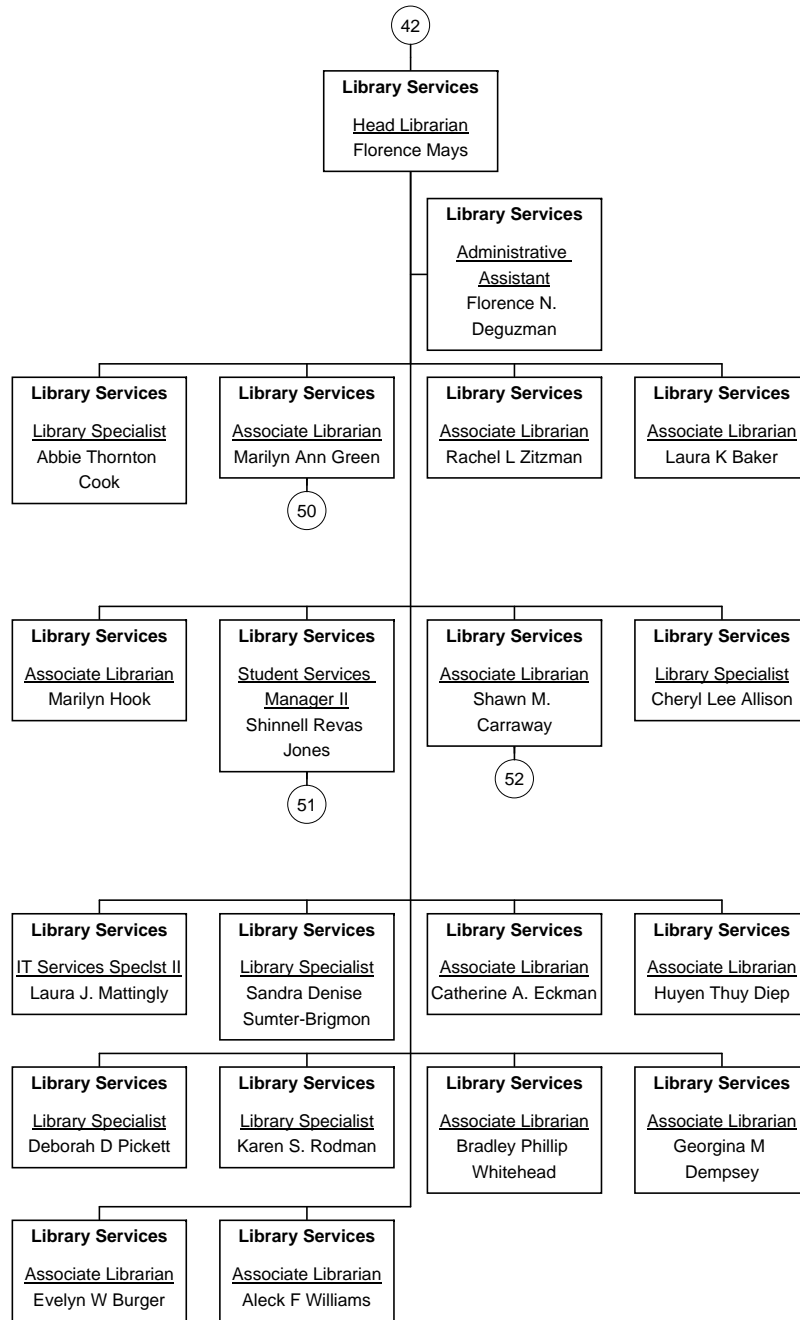 42
Library Services
Head Librarian
Florence Mays
Library Services
Administrative
Assistant
Florence N.
Deguzman
Library Services
Library Specialist
Abbie Thornton
Cook
Library Services
Associate Librarian
Marilyn Ann Green
50
Library Services
Associate Librarian
Rachel L Zitzman
Library Services
Associate Librarian
Laura K Baker
Library Services
Associate Librarian
Marilyn Hook
Library Services
Student Services
Manager II
Shinnell Revas
Jones
51
Library Services
Associate Librarian
Shawn M.
Carraway
52
Library Services
Library Specialist
Cheryl Lee Allison
Library Services
IT Services Speclst II
Laura J. Mattingly
Library Services
Library Specialist
Sandra Denise
Sumter-Brigmon
Library Services
Associate Librarian
Catherine A. Eckman
Library Services
Associate Librarian
Huyen Thuy Diep
Library Services
Library Specialist
Deborah D Pickett
Library Services
Library Specialist
Karen S. Rodman
Library Services
Associate Librarian
Bradley Phillip
Whitehead
Library Services
Associate Librarian
Georgina M
Dempsey
Library Services
Associate Librarian
Evelyn W Burger
Library Services
Associate Librarian
Aleck F Williams